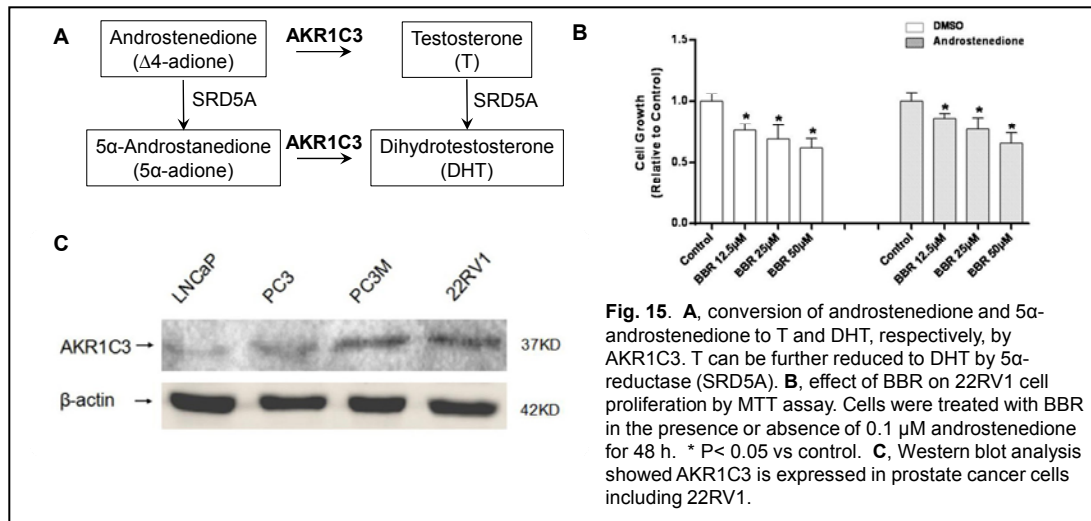 A
Androstenedione
(Δ4-adione)
AKR1C3
Testosterone
(T)
SRD5A
SRD5A
5α-Androstanedione
(5α-adione)
AKR1C3
Dihydrotestosterone
(DHT)
B
DMSO
Androstenedione
Cell Growth
(Relative to Control)
1.5
1.0
0.5
0.0
* * * * * *
Control
BBR 12.5µM
BBR 25µM
BBR 50µM
Control
BBR 12.5µM
BBR 25µM
BBR 50µM
C
LNCaP
PC3
PC3M
22RV1
AKR1C3
37KD
β-actin
42KD
Fig. 15. A, conversion of androstenedione and 5α-
androstenedione to T and DHT, respectively, by
AKR1C3. T can be further reduced to DHT by 5α-
reductase (SRD5A). B, effect of BBR on 22RV1 cell
proliferation by MTT assay. Cells were treated with BBR
in the presence or absence of 0.1 µM androstenedione
for 48 h. * P< 0.05 vs control. C, Western blot analysis
showed AKR1C3 is expressed in prostate cancer cells
including 22RV1.